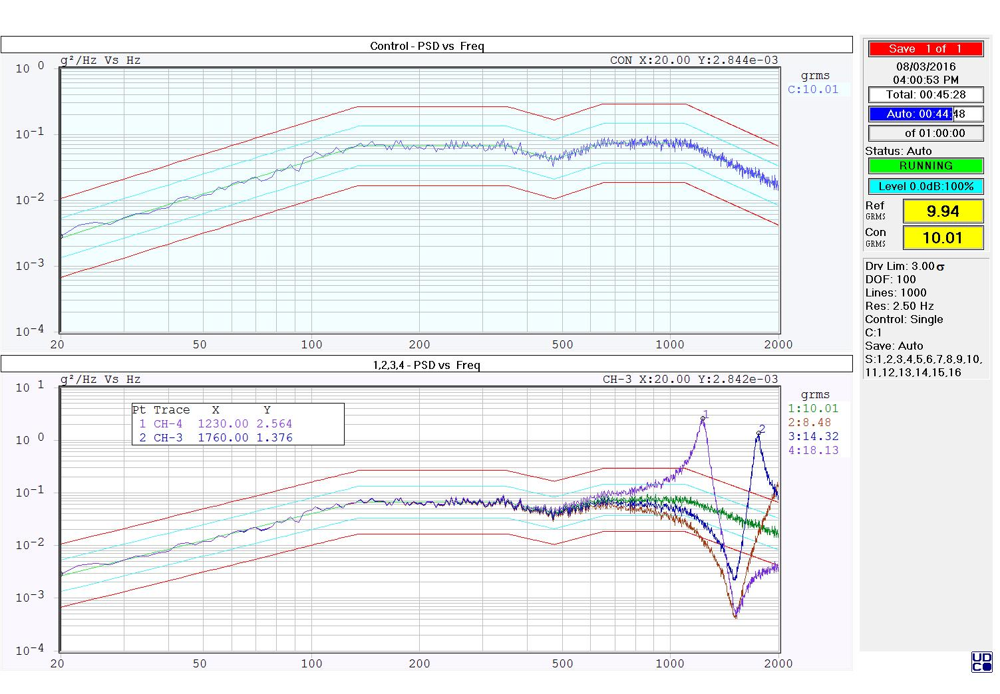 Control - PSD vs Freq
g²/Hz Vs Hz
CON X:20.00 Y:2.844e-03
10 0
10-1
10-2
10-3
10-4
20 50 100 200 500 1000 2000
grms
C:10.01
1,2,3,4 - PSD vs Freq
g²/Hz Vs Hz
CH-3 X:20.00 Y:2.842e-03
10 1
10 0
10-1
10-2
10-3
10-4
Pt Trace X Y
1 CH-4 1230.00 2.564
2 CH-3 1760.00 1.376
1
2
20 50 100 200 500 1000 2000
grms
1:10.01
2:8.48
3:14.32
4:18.13
Save 1 of 1
08/03/2016
04:00:53 PM
Total: 00:45:28
Auto: 00:44:48
of 01:00:00
Status: Auto
RUNNING
Level 0.0dB:100%
Ref
GRMS
9.94
Con
GRMS
10.01
Drv Lim: 3.00σ
DOF: 100
Lines: 1000
Res: 2.50 Hz
Control: Single
C:1
Save: Auto
S:1,2,3,4,5,6,7,8,9,10,
11,12,13,14,15,16
UD
C